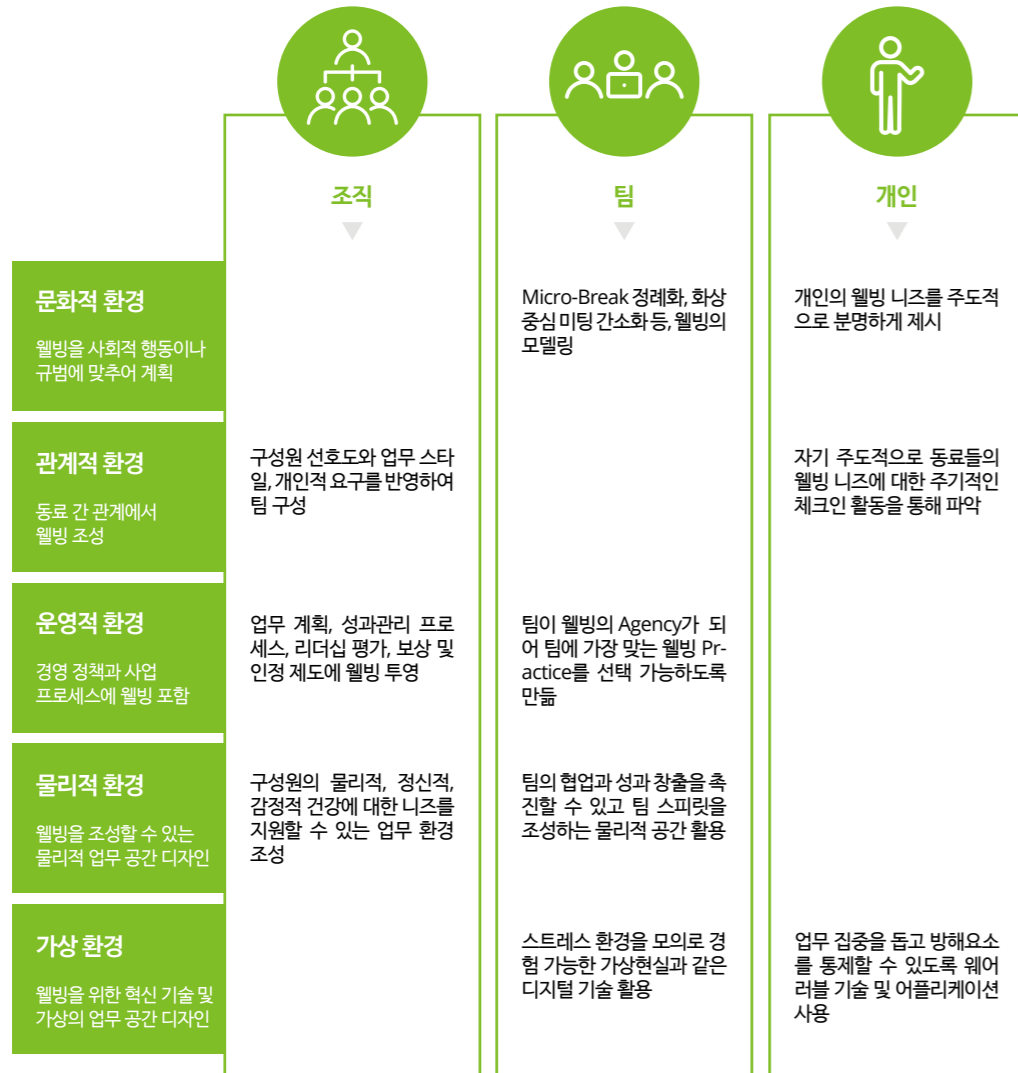 조직
팀
개인
문화적 환경
웰빙을 사회적 행동이나
규범에 맞추어 계획
Micro-Break 정례화, 화상
중심 미팅 간소화 등, 웰빙의
모델링
개인의 웰빙 니즈를 주도적
으로 분명하게 제시
관계적 환경
동료 간 관계에서
웰빙 조성
구성원 선호도와 업무 스타
일, 개인적 요구를 반영하여
팀 구성
자기 주도적으로 동료들의
웰빙 니즈에 대한 주기적인
체크인 활동을 통해 파악
운영적 환경
경영 정책과 사업
프로세스에 웰빙 포함
업무 계획, 성과관리 프로
세스, 리더십 평가, 보상 및
인정 제도에 웰빙 투영
팀이 웰빙의 Agency가 되
어 팀에 가장 맞는 웰빙 Pr-
actice를 선택 가능하도록
만듦
물리적 환경
웰빙을 조성할 수 있는
물리적 업무 공간 디자인
구성원의 물리적, 정신적,
감정적 건강에 대한 니즈를
지원할 수 있는 업무 환경
조성
팀의 협업과 성과 창출을 촉
진할 수 있고 팀 스피릿을
조성하는 물리적 공간 활용
가상 환경
웰빙을 위한 혁신 기술 및
가상의 업무 공간 디자인
스트레스 환경을 모의로 경
험 가능한 가상현실과 같은
디지털 기술 활용
업무 집중을 돕고 방해요소
를 통제할 수 있도록 웨어
러블 기술 및 어플리케이션
사용